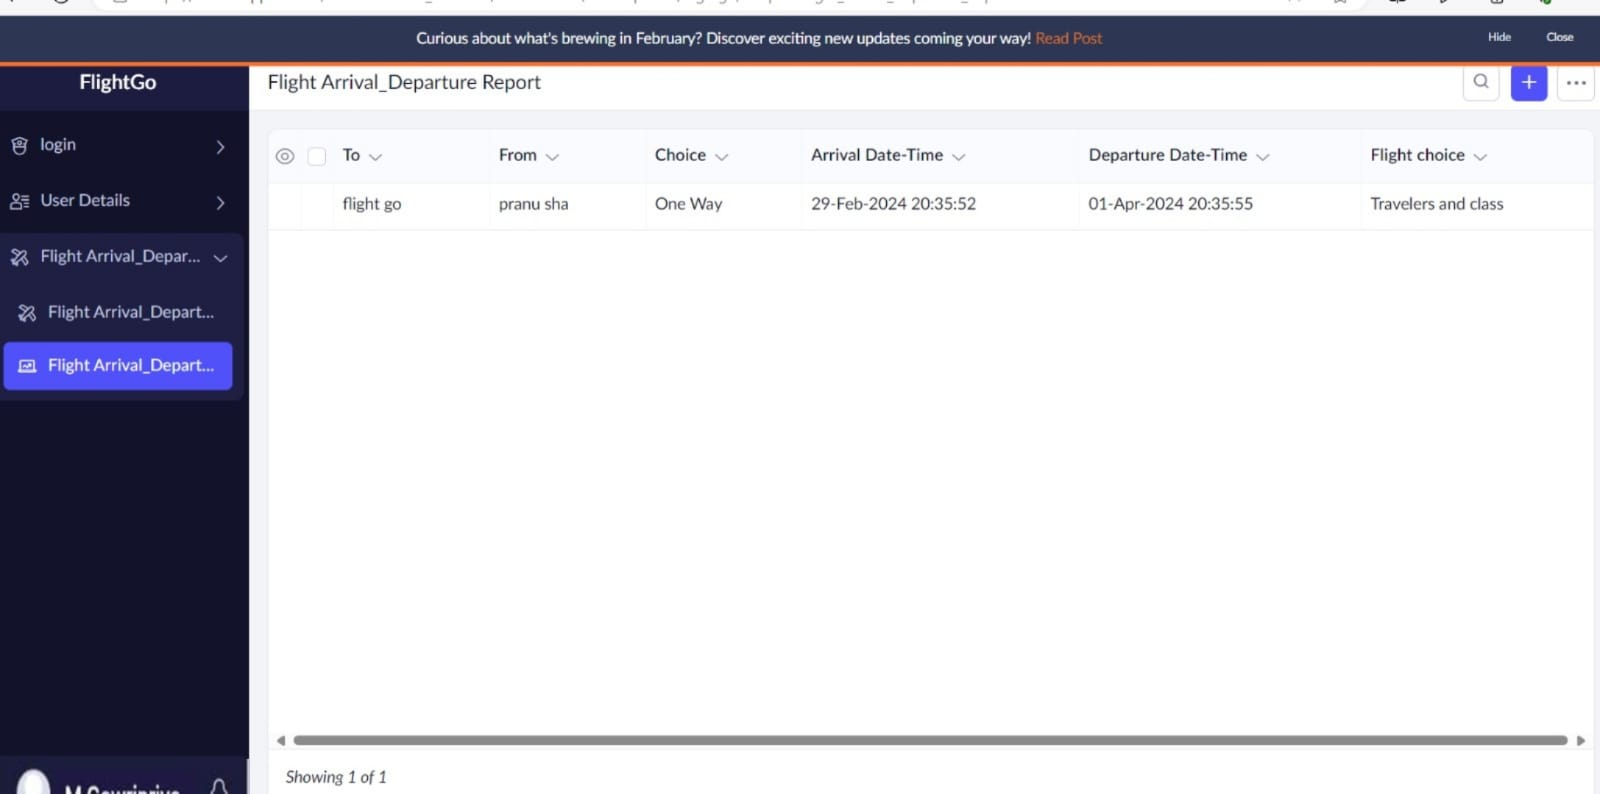 Curious about what's brewing in February? Discover exciting new updates coming your way! Read Post
Hide
Close
FlightGo
Flight Arrival_Departure Report
login
User Details
Flight Arrival_Depar...
Flight Arrival_Depart...
Flight Arrival_Depart...
To From Choice Arrival Date-Time Departure Date-Time Flight choice
flight go pranu sha One Way 29-Feb-2024 20:35:52 01-Apr-2024 20:35:55 Travelers and class
Showing 1 of 1